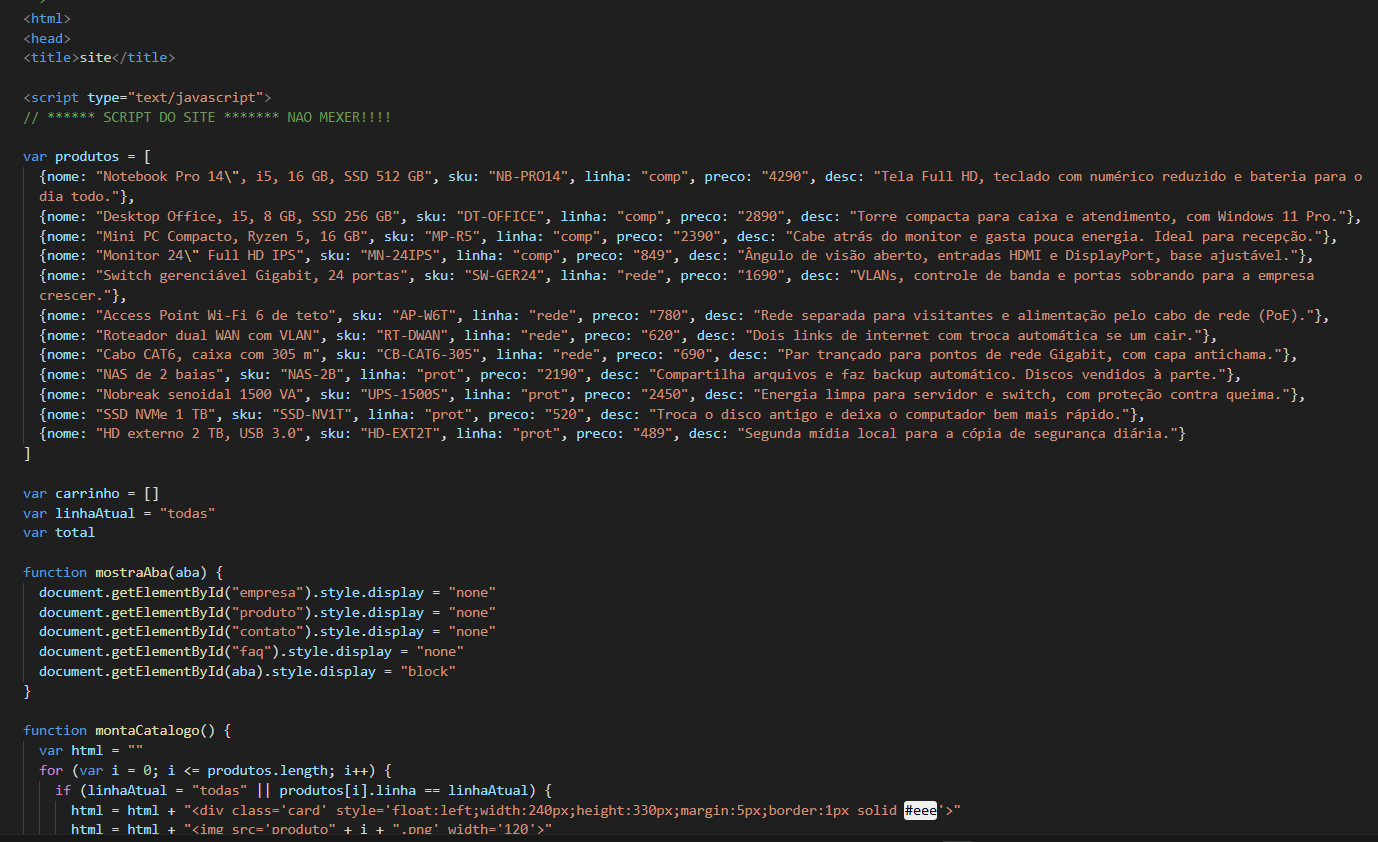 <html>
<head>
<title>site</title>
<script type="text/javascript">
// ****** SCRIPT DO SITE ******* NAO MEXER!!!!
var produtos = [
{nome: "Notebook Pro 14\", i5, 16 GB, SSD 512 GB", sku: "NB-PRO14", linha: "comp", preco: "4290", desc: "Tela Full HD, teclado com numérico reduzido e bateria para o
dia todo."},
{nome: "Desktop Office, i5, 8 GB, SSD 256 GB", sku: "DT-OFFICE", linha: "comp", preco: "2890", desc: "Torre compacta para caixa e atendimento, com Windows 11 Pro."},
{nome: "Mini PC Compacto, Ryzen 5, 16 GB", sku: "MP-R5", linha: "comp", preco: "2390", desc: "Cabe atrás do monitor e gasta pouca energia. Ideal para recepção."},
{nome: "Monitor 24\" Full HD IPS", sku: "MN-24IPS", linha: "comp", preco: "849", desc: "Ângulo de visão aberto, entradas HDMI e DisplayPort, base ajustável."},
{nome: "Switch gerenciável Gigabit, 24 portas", sku: "SW-GER24", linha: "rede", preco: "1690", desc: "VLANs, controle de banda e portas sobrando para a empresa
crescer."},
{nome: "Access Point Wi-Fi 6 de teto", sku: "AP-W6T", linha: "rede", preco: "780", desc: "Rede separada para visitantes e alimentação pelo cabo de rede (PoE)."},
{nome: "Roteador dual WAN com VLAN", sku: "RT-DWAN", linha: "rede", preco: "620", desc: "Dois links de internet com troca automática se um cair."},
{nome: "Cabo CAT6, caixa com 305 m", sku: "CB-CAT6-305", linha: "rede", preco: "690", desc: "Par trançado para pontos de rede Gigabit, com capa antichama."},
{nome: "NAS de 2 baias", sku: "NAS-2B", linha: "prot", preco: "2190", desc: "Compartilha arquivos e faz backup automático. Discos vendidos à parte."},
{nome: "Nobreak senoidal 1500 VA", sku: "UPS-1500S", linha: "prot", preco: "2450", desc: "Energia limpa para servidor e switch, com proteção contra queima."},
{nome: "SSD NVMe 1 TB", sku: "SSD-NV1T", linha: "prot", preco: "520", desc: "Troca o disco antigo e deixa o computador bem mais rápido."},
{nome: "HD externo 2 TB, USB 3.0", sku: "HD-EXT2T", linha: "prot", preco: "489", desc: "Segunda mídia local para a cópia de segurança diária."}
]
var carrinho = []
var linhaAtual = "todas"
var total
function mostraAba(aba) {
document.getElementById("empresa").style.display = "none"
document.getElementById("produto").style.display = "none"
document.getElementById("contato").style.display = "none"
document.getElementById("faq").style.display = "none"
document.getElementById(aba).style.display = "block"
}
function montaCatalogo() {
var html = ""
for (var i = 0; i <= produtos.length; i++) {
if (linhaAtual = "todas" || produtos[i].linha == linhaAtual) {
html = html + "<div class='card' style='float:left;width:240px;height:330px;margin:5px;border:1px solid #eee'>"
html = html + "<img src='produto" + i + ".png' width='120'>"